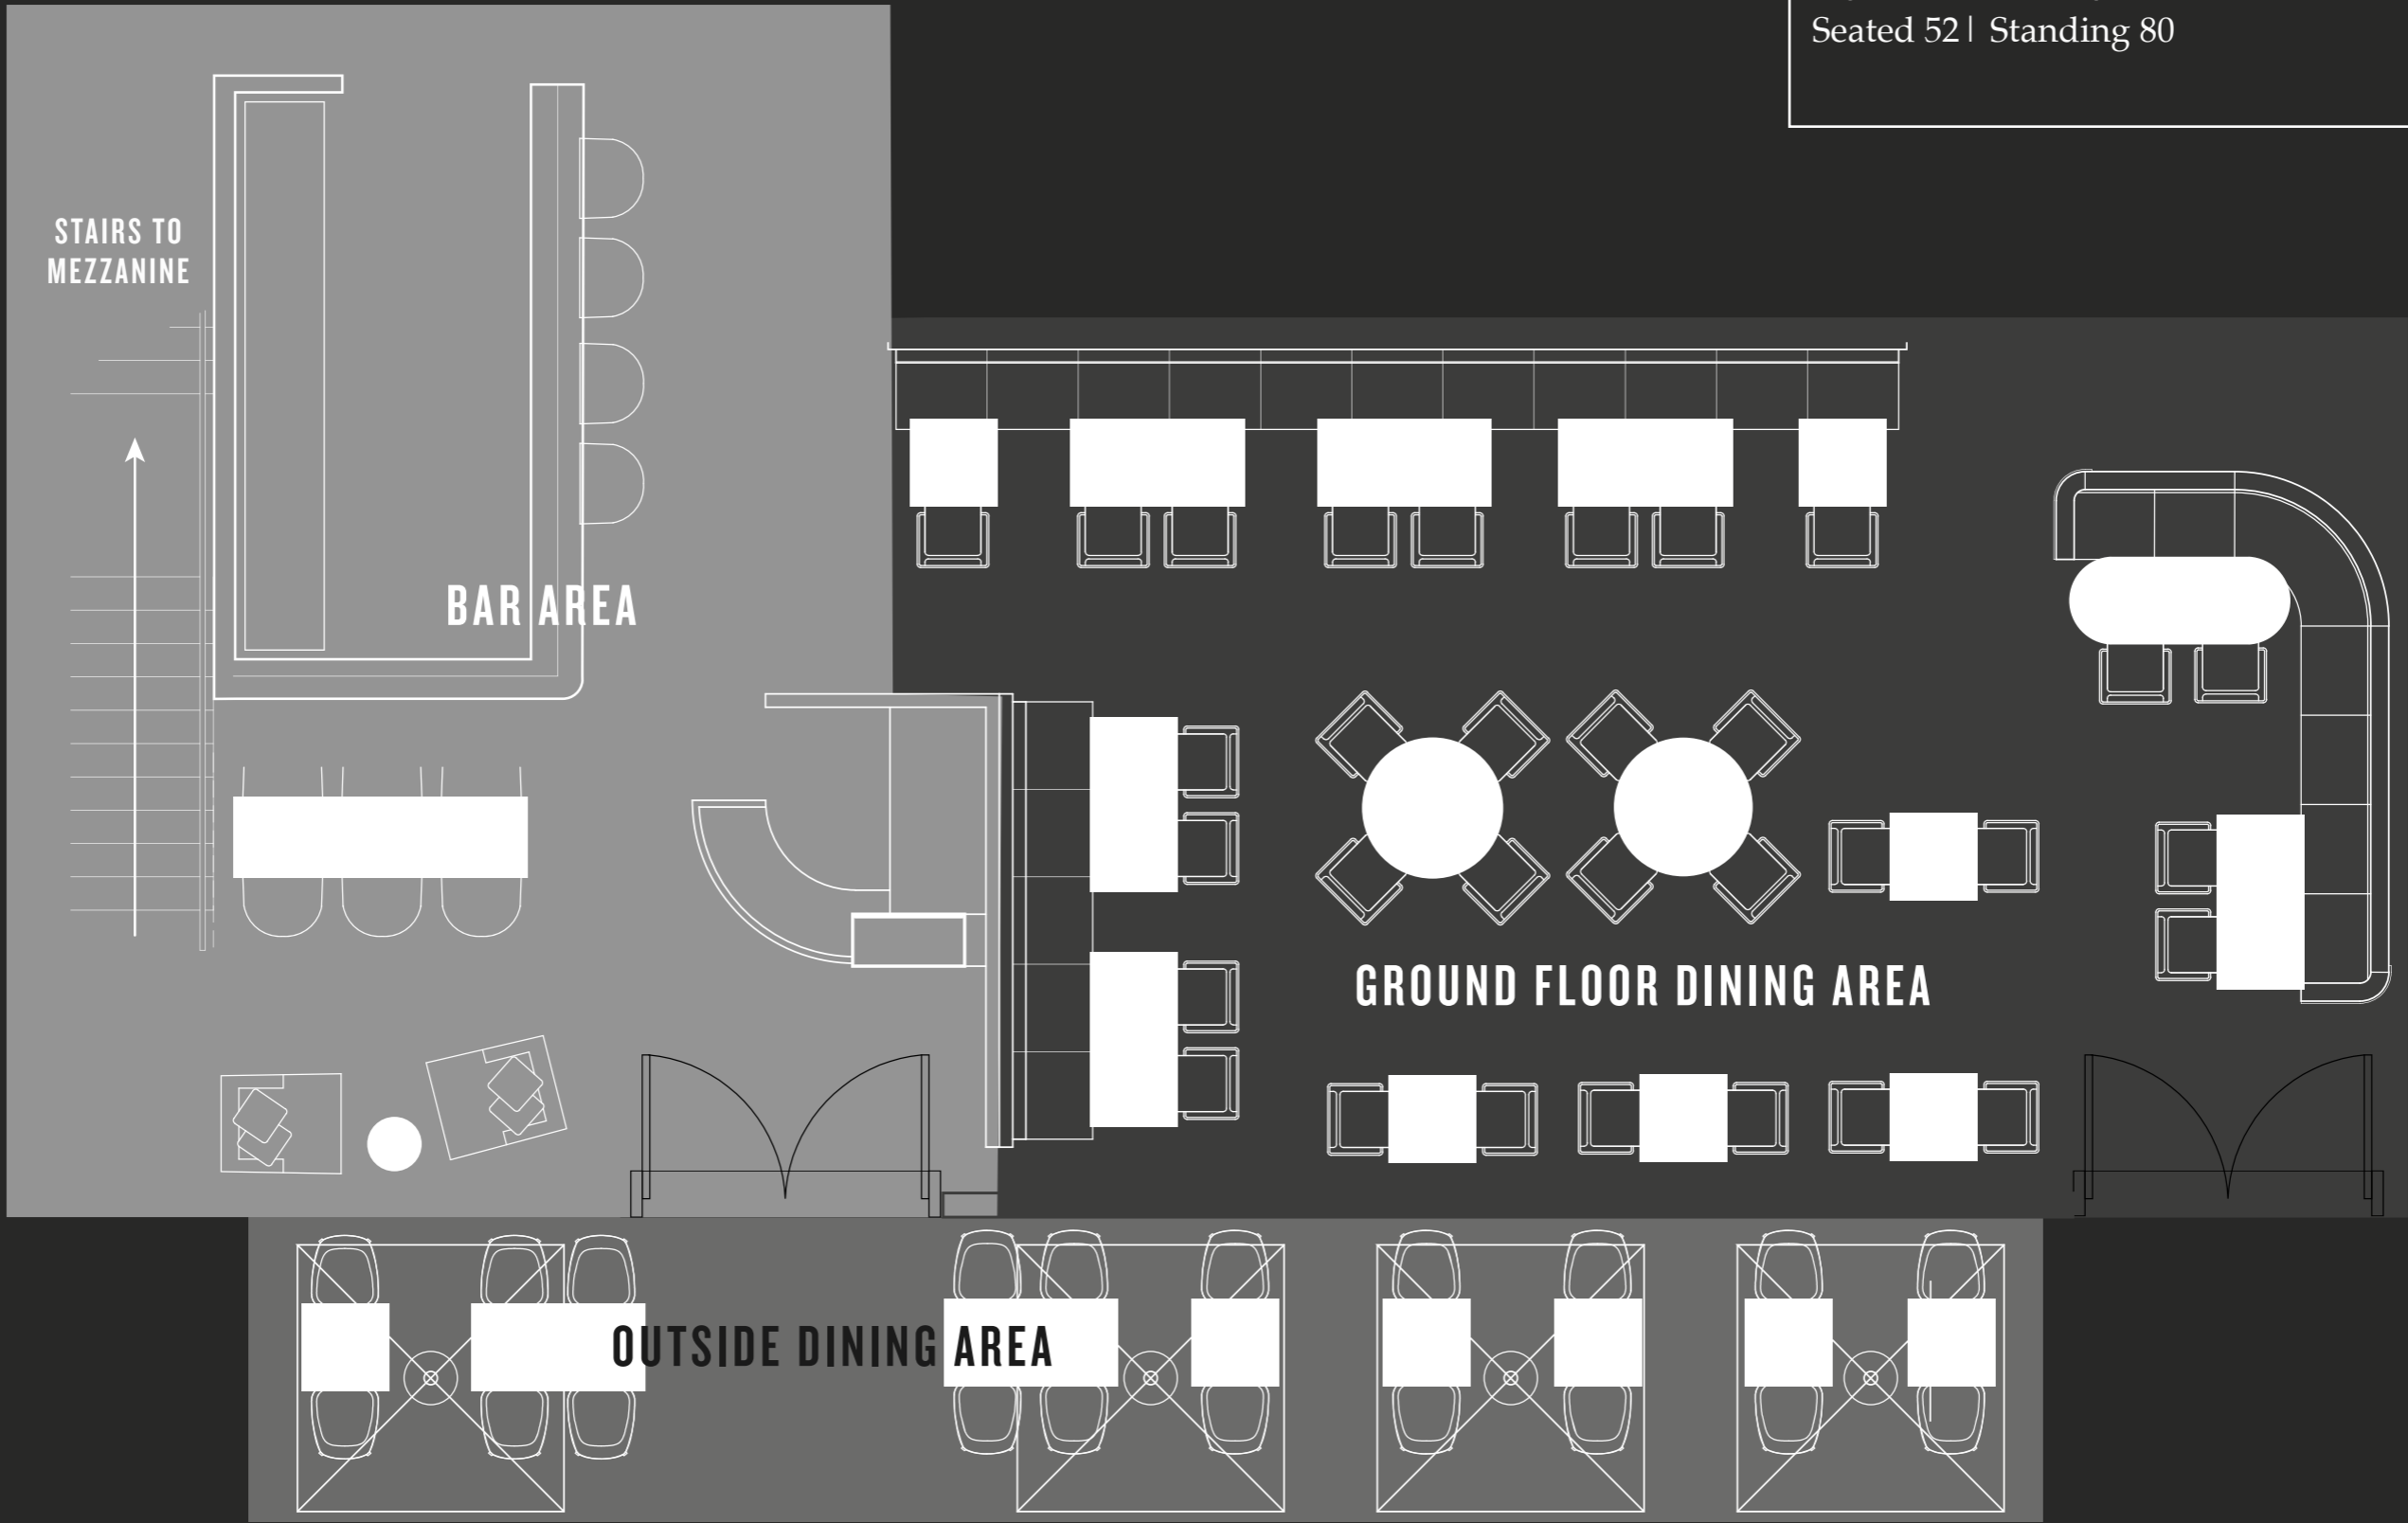 Seated 52 | Standing 80
STAIRS TO
MEZZANINE
BAR AREA
GROUND FLOOR DINING AREA
OUTSIDE DINING AREA